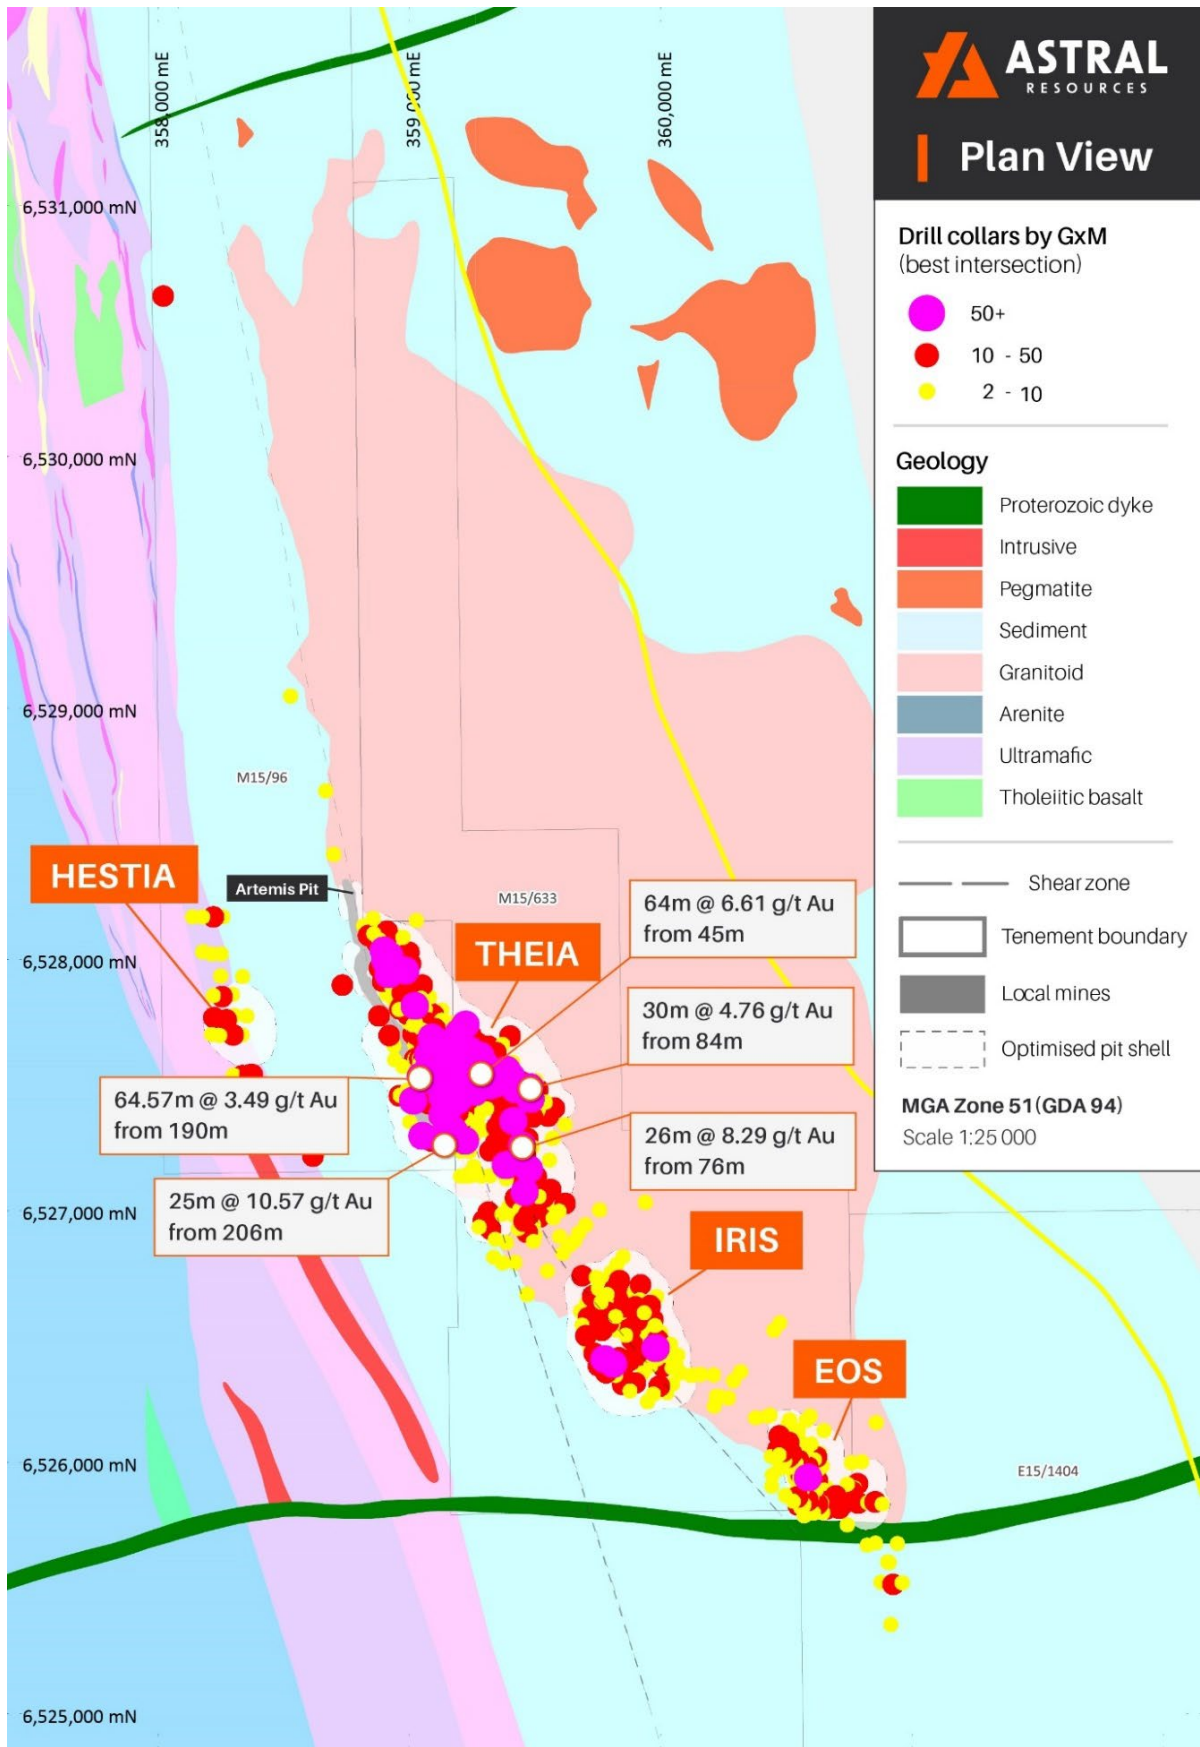 358,000 mE
359,000 mE
360,000 mE
ASTRAL
RESOURCES
Plan View
6,531,000 mN
6,530,000 mN
6,529,000 mN
6,528,000 mN
6,527,000 mN
6,526,000 mN
6,525,000 mN
Drill collars by GxM
(best intersection)
50+
10 - 50
2 - 10
Geology
Proterozoic dyke
Intrusive
Pegmatite
Sediment
Granitoid
Arenite
Ultramafic
Tholeiitic basalt
Shear zone
Tenement boundary
Local mines
Optimised pit shell
MGA Zone 51(GDA 94)
Scale 1:25 000
M15/96
HESTIA
Artemis Pit
M15/633
THEIA
64m @ 6.61 g/t Au
from 45m
30m @ 4.76 g/t Au
from 84m
64.57m @ 3.49 g/t Au
from 190m
26m @ 8.29 g/t Au
from 76m
25m @ 10.57 g/t Au
from 206m
IRIS
EOS
E15/1404